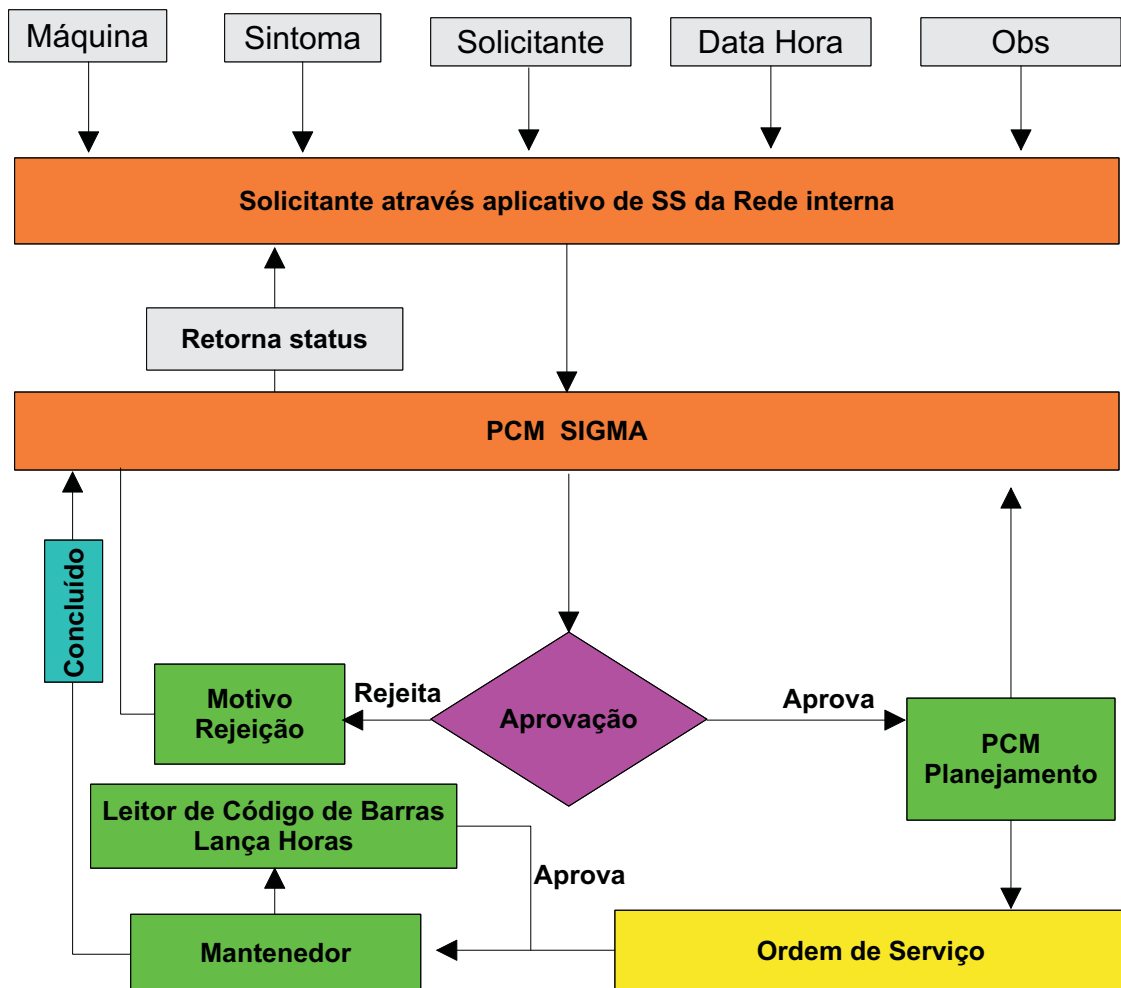 Máquina
Sintoma
Solicitante
Data Hora
Obs
Solicitante através aplicativo de SS da Rede interna
Retorna status
PCM  SIGMA
Concluído
Motivo
Rejeição
Rejeita
Aprovação
Aprova
PCM
Planejamento
Leitor de Código de Barras
Lança Horas
Aprova
Mantenedor
Ordem de Serviço